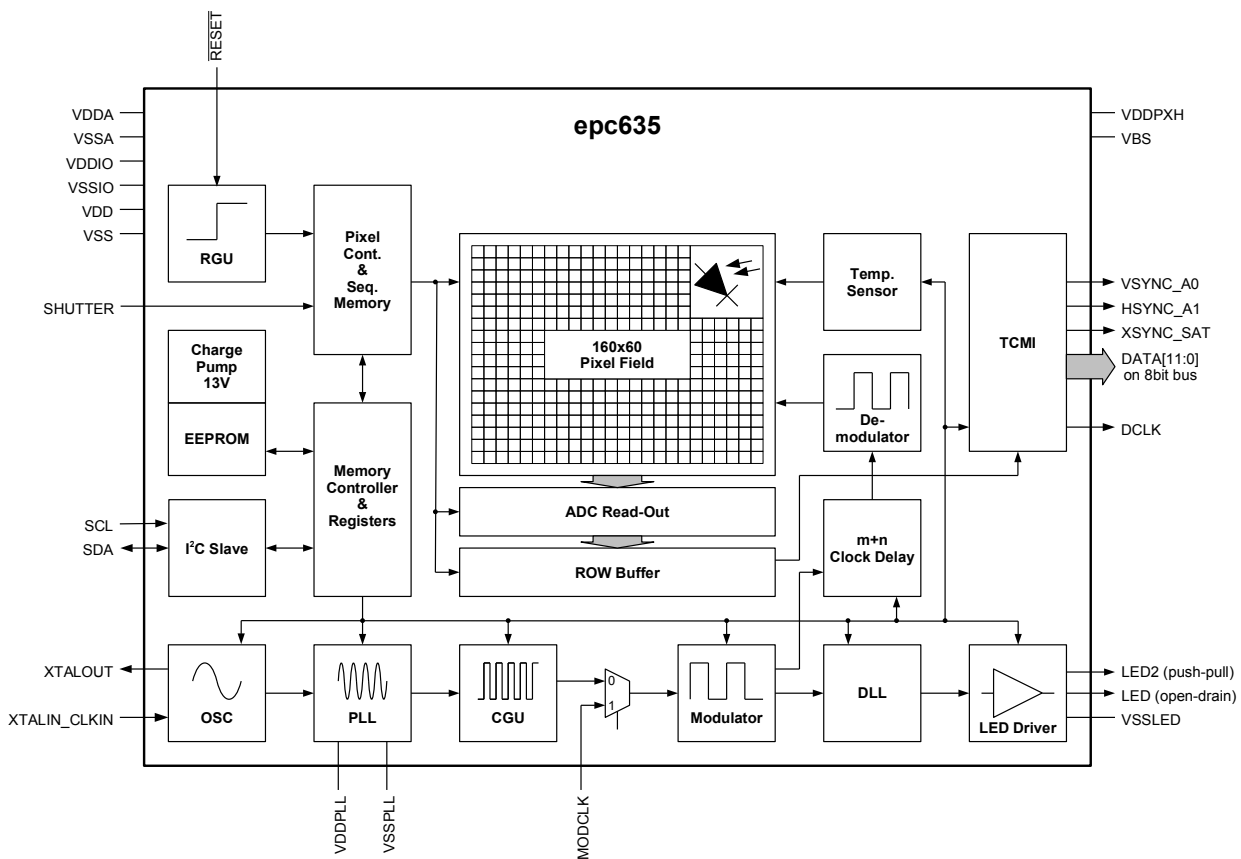 RESET
epc635
VDDA
VSSA
VDDIO
VSSIO
VDD
VSS
SHUTTER
SCL
SDA
XTALOUT
XTALIN_CLKIN
RGU
Pixel
Cont.
&
Seq.
Memory
Charge
Pump
13V
EEPROM
Memory
Controller
&
Registers
I²C Slave
160x60
Pixel Field
ADC Read-Out
ROW Buffer
Temp.
Sensor
De-
modulator
m+n
Clock Delay
TCMI
OSC
PLL
CGU
0
1
Modulator
DLL
LED Driver
VDDPXH
VBS
VSYNC_A0
HSYNC_A1
XSYNC_SAT
DATA[11:0]
on 8bit bus
DCLK
LED2 (push-pull)
LED (open-drain)
VSSLED
VDDPLL
VSSPLL
MODCLK